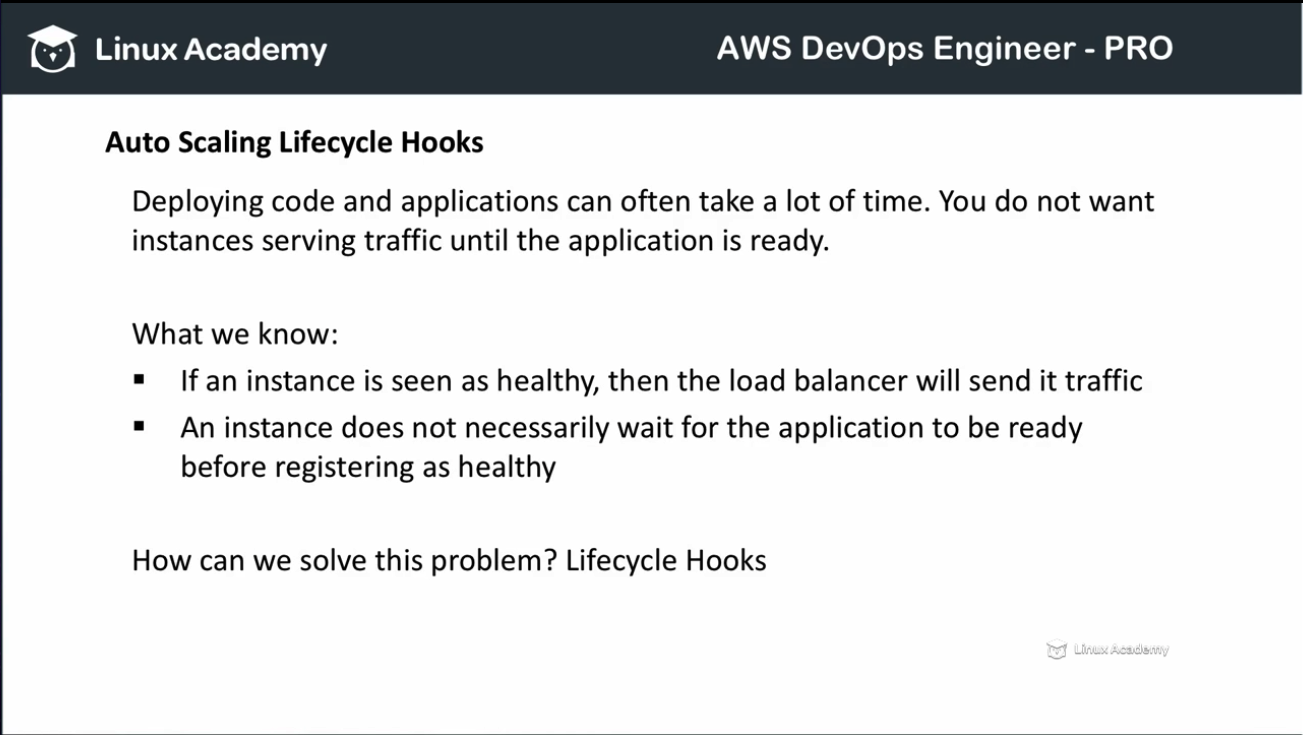 Linux Academy
AWS DevOps Engineer - PRO
Auto Scaling Lifecycle Hooks
Deploying code and applications can often take a lot of time. You do not want
instances serving traffic until the application is ready.
What we know:
▪ If an instance is seen as healthy, then the load balancer will send it traffic
▪ An instance does not necessarily wait for the application to be ready
before registering as healthy
How can we solve this problem? Lifecycle Hooks
Linux Academy